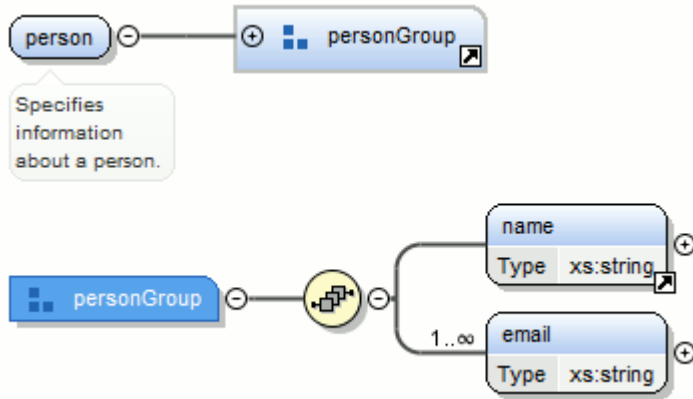 person
personGroup
Specifies
information
about a person.
name
Type xs:string
personGroup
1..∞
email
Type xs:string